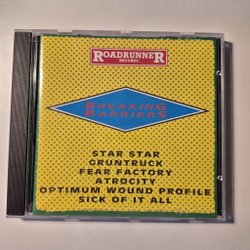 ROADRUNNER
RECORDS
BREAKING
BARRIERS
STAR STAR
GRUNTRUCK
FEAR FACTORY
ATROCITY
OPTIMUM WOUND PROFILE
SICK OF IT ALL